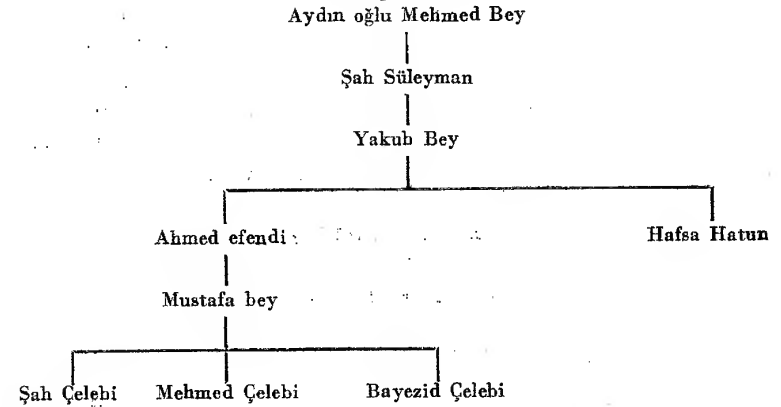 Aydın oğlu Mehmed Bey
Şah Süleyman
Yakub Bey
Ahmed efendi Hafsa Hatun
Mustafa bey
Şah Çelebi Mehmed Çelebi Bayezid Çelebi